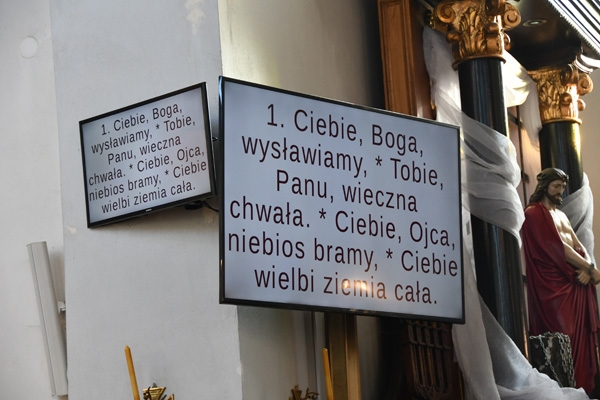 1. Ciebie, Boga,
wysławiamy, * Tobie,
Panu, wieczna
chwała. * Ciebie, Ojca,
niebios bramy, * Ciebie
wielbi ziemia cała.
1. Ciebie, Boga,
wysławiamy, * Tobie,
Panu, wieczna
chwała. * Ciebie, Ojca,
niebios bramy, * Ciebie
wielbi ziemia cała.